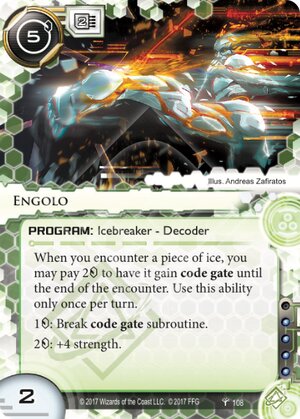 5
2
Illus. Andreas Zafiratos
ENGOLO
PROGRAM: Icebreaker - Decoder
When you encounter a piece of ice, you
may pay 2 to have it gain code gate until
the end of the encounter. Use this ability
only once per turn.
1: Break code gate subroutine.
2: +4 strength.
2
© 2017 Wizards of the Coast LLC. © 2017 FFG
108